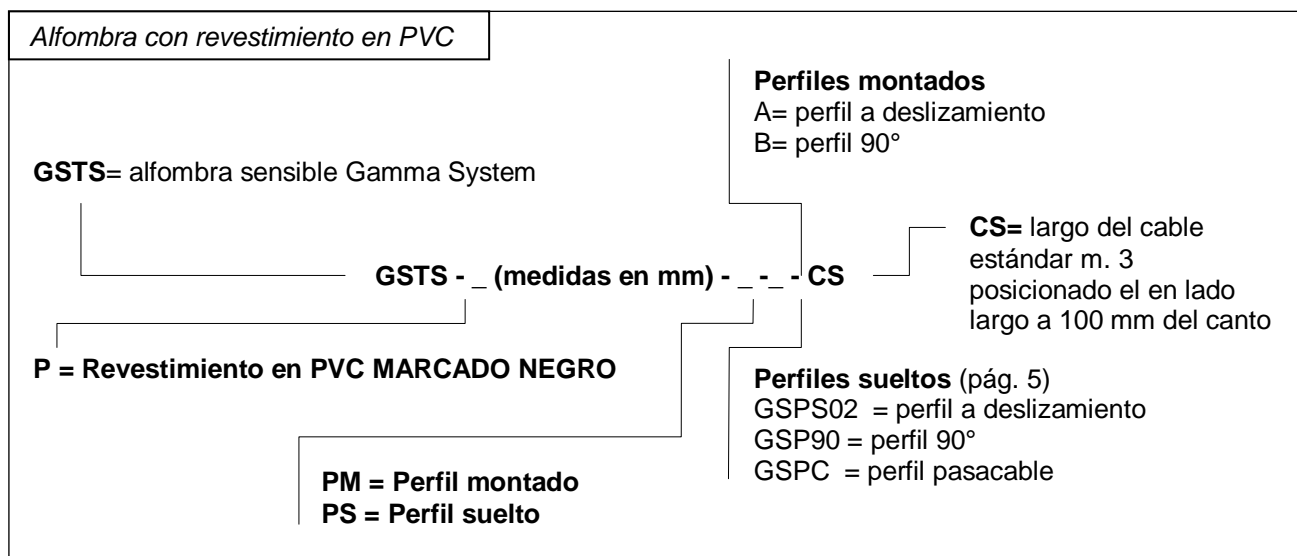 Alfombra con revestimiento en PVC
Perfiles montados
A= perfil a deslizamiento
B= perfil 90°
GSTS= alfombra sensible Gamma System
CS= largo del cable
estándar m. 3
posicionado el en lado
largo a 100 mm del canto
GSTS - _ (medidas en mm) - _ -_ - CS
P = Revestimiento en PVC MARCADO NEGRO
Perfiles sueltos (pág. 5)
GSPS02 = perfil a deslizamiento
GSP90 = perfil 90°
GSPC = perfil pasacable
PM = Perfil montado
PS = Perfil suelto